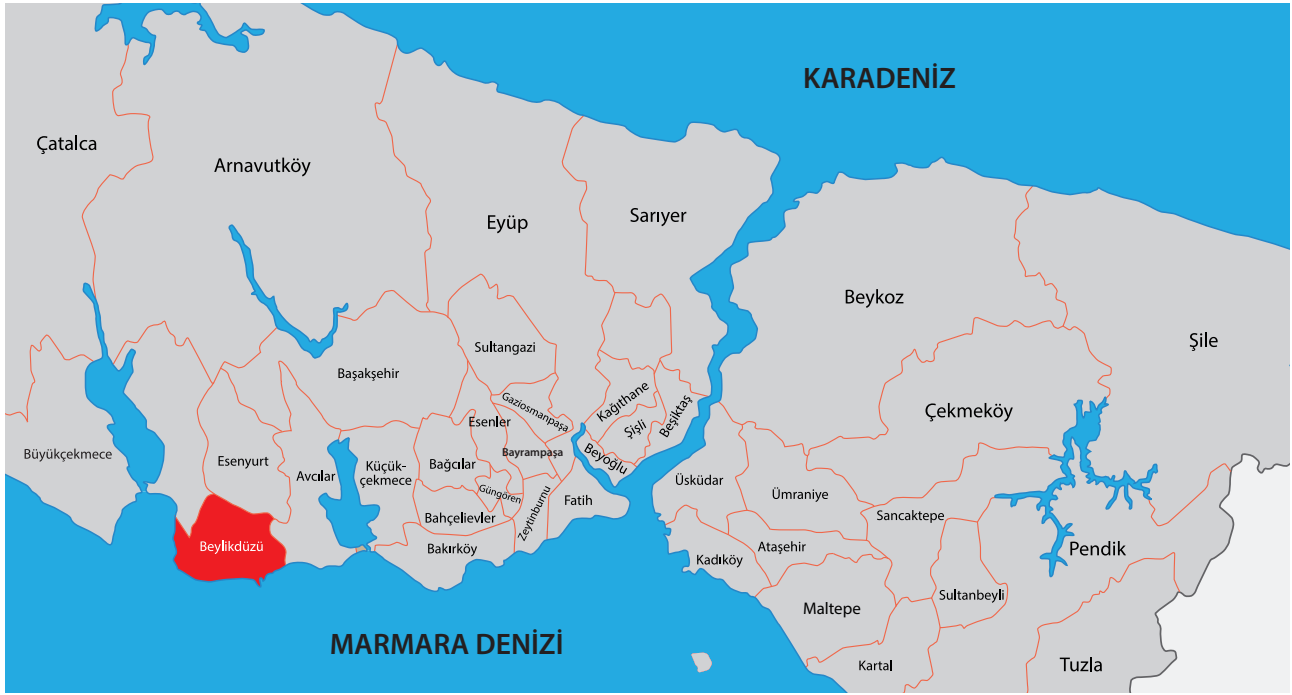 KARADENİZ
Çatalca
Arnavutköy
Eyüp
Sarıyer
Beykoz
Şile
Sultangazi
Başakşehir
Gaziosmanpaşa
Kağıthane
Beşiktaş
Çekmeköy
Esenler
Şişli
Büyükçekmece
Esenyurt
Avcılar
Küçük-
çekmece
Bağcılar
Bayrampaşa
Beyoğlu
Üsküdar
Ümraniye
Güngören
Fatih
Zeytinburnu
Bahçelievler
Sancaktepe
Beylikdüzü
Bakırköy
Kadıköy
Ataşehir
Pendik
Sultanbeyli
Maltepe
MARMARA DENİZİ
Kartal
Tuzla